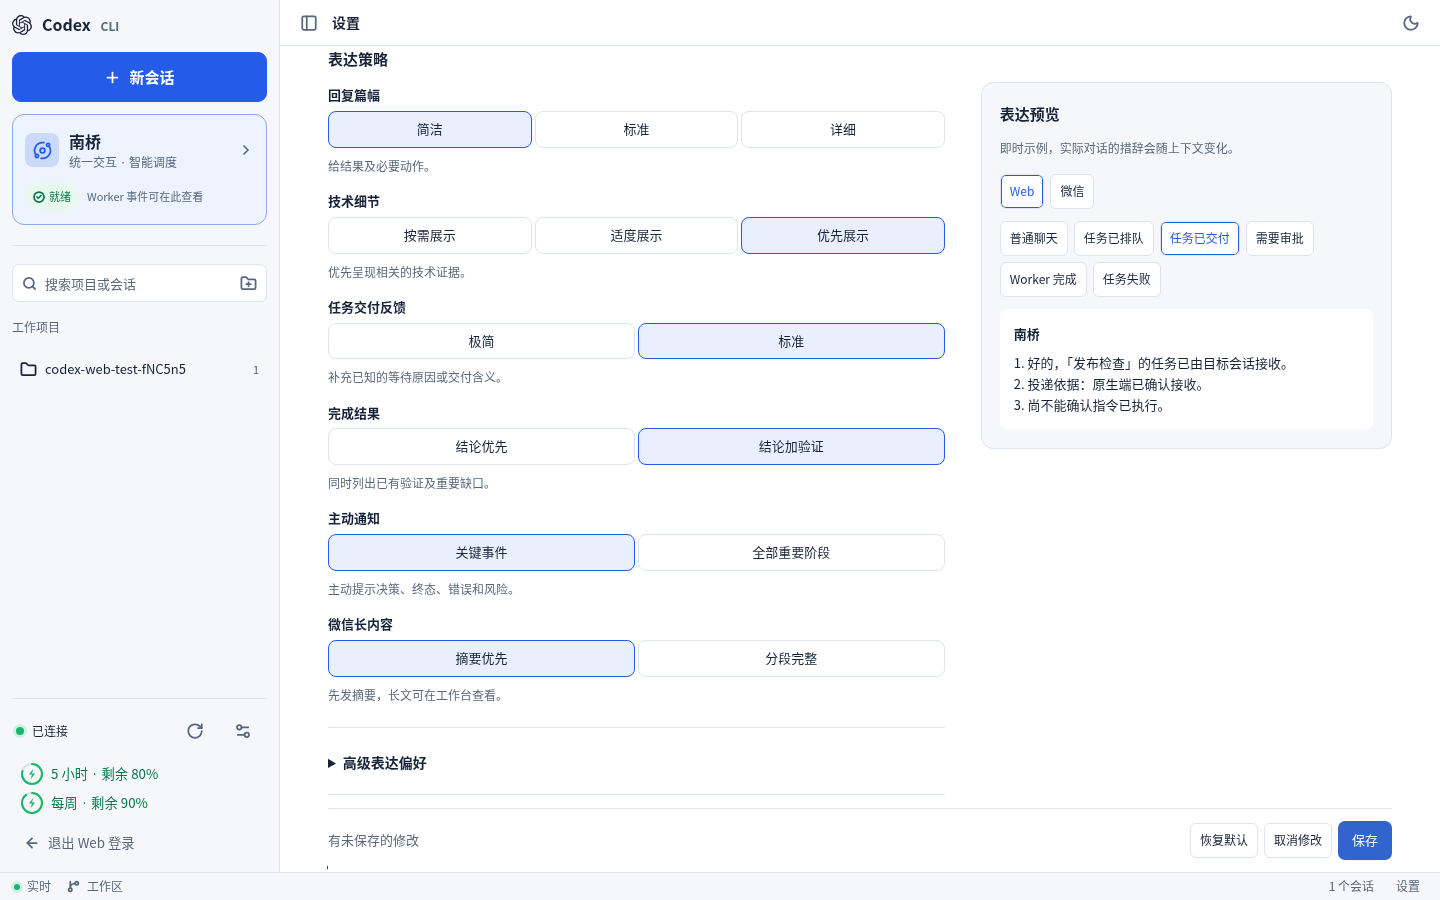 Codex CLI
新会话
南桥
统一交互 · 智能调度
就绪 Worker 事件可在此查看
搜索项目或会话
工作项目
codex-web-test-fNC5n5 1
已连接
5 小时 · 剩余 80%
每周 · 剩余 90%
退出 Web 登录
设置
表达策略
回复篇幅
简洁 标准 详细
给结果及必要动作。
技术细节
按需展示 适度展示 优先展示
优先呈现相关的技术证据。
任务交付反馈
极简 标准
补充已知的等待原因或交付含义。
完成结果
结论优先 结论加验证
同时列出已有验证及重要缺口。
主动通知
关键事件 全部重要阶段
主动提示决策、终态、错误和风险。
微信长内容
摘要优先 分段完整
先发摘要，长文可在工作台查看。
高级表达偏好
表达预览
即时示例，实际对话的措辞会随上下文变化。
Web 微信
普通聊天 任务已排队 任务已交付 需要审批
Worker 完成 任务失败
南桥
1. 好的，「发布检查」的任务已由目标会话接收。
2. 投递依据：原生端已确认接收。
3. 尚不能确认指令已执行。
有未保存的修改 恢复默认 取消修改 保存
实时 工作区 1 个会话 设置